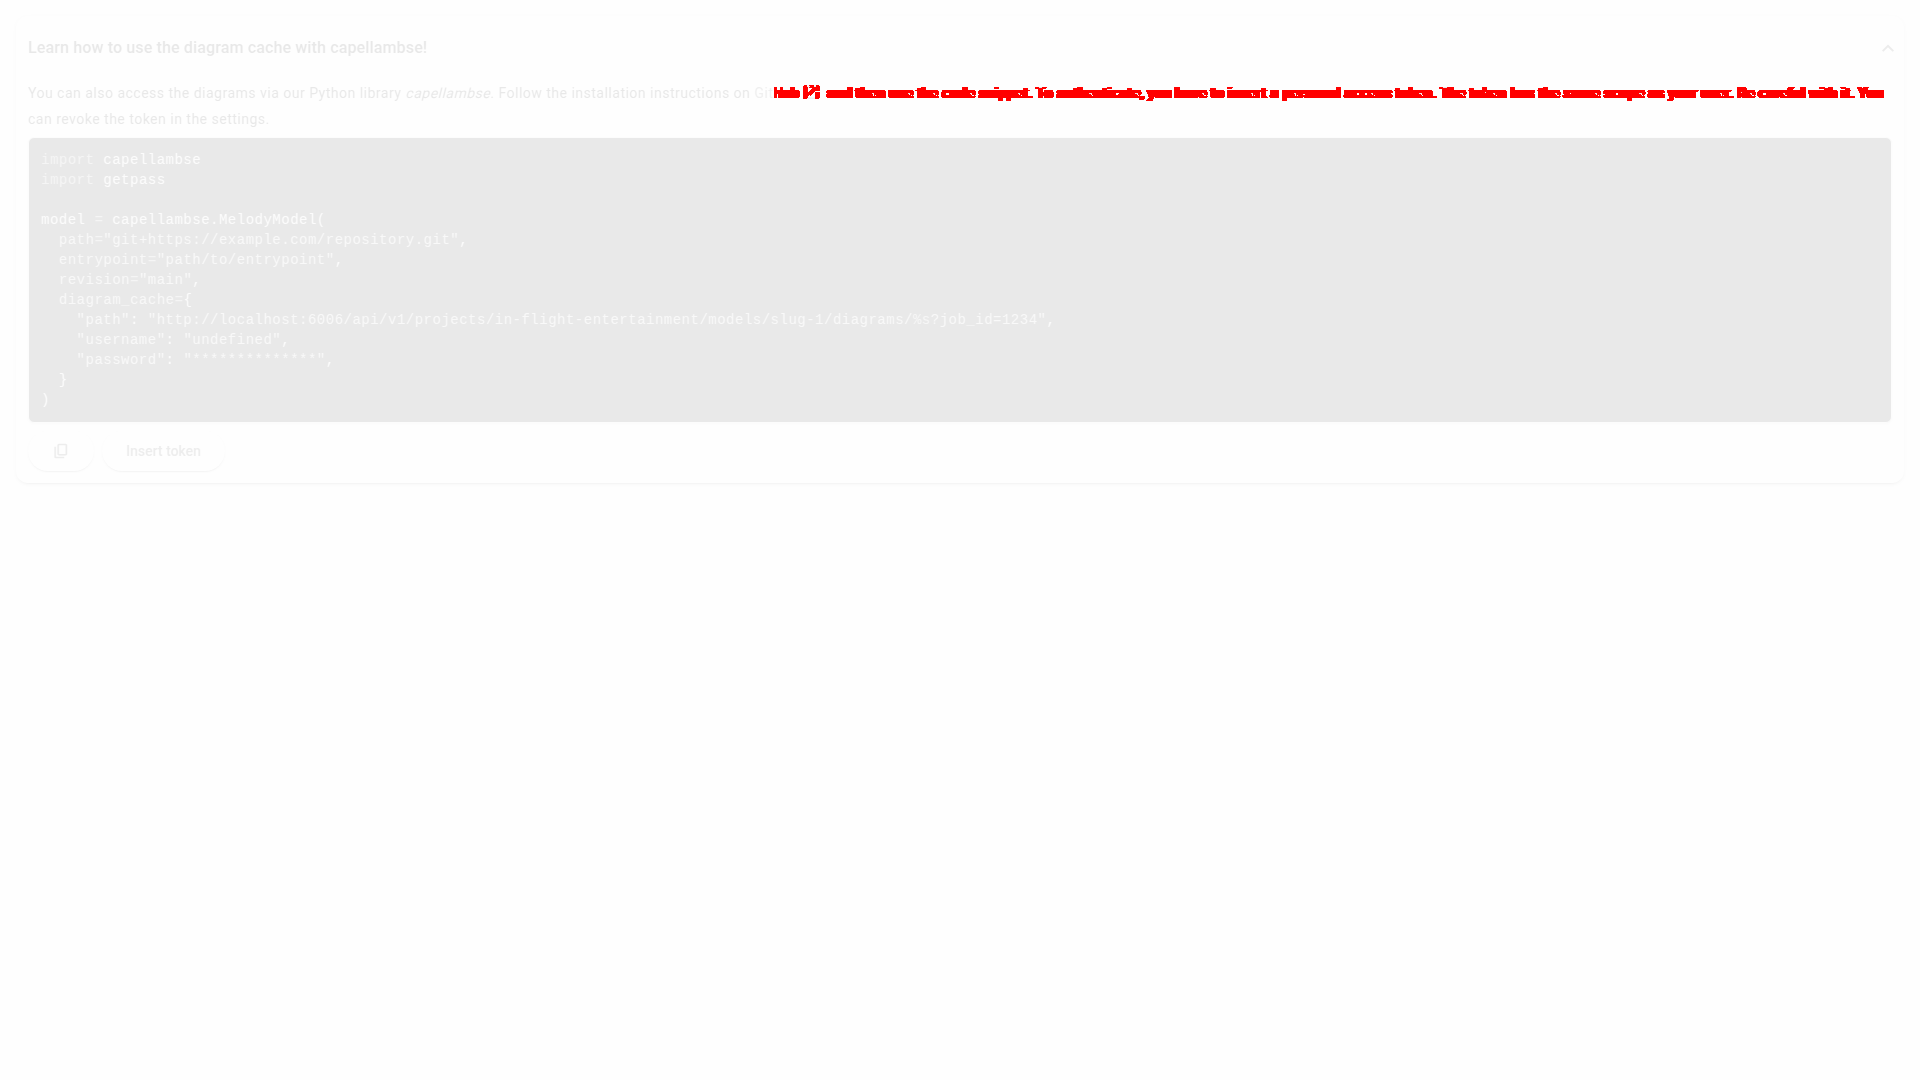 Learn how to use the diagram cache with capellambse!
You can also access the diagrams via our Python library capellambse. Follow the installation instructions on GitHub and then use the code snippet. To authenticate, you have to insert a personal access token. The token has the same scope as your user. Be careful with it. You
can revoke the token in the settings.
import capellambse
import getpass
model = capellambse.MelodyModel(
path="git+https://example.com/repository.git",
entrypoint="path/to/entrypoint",
revision="main",
diagram_cache={
"path": "http://localhost:6006/api/v1/projects/in-flight-entertainment/models/slug-1/diagrams/%s?job_id=1234",
"username": "undefined",
"password": "**************",
}
)
Insert token